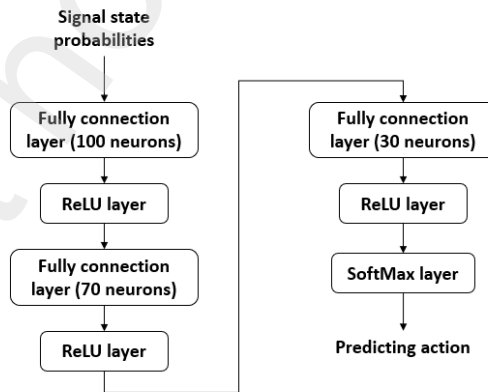 Signal state
probabilities
Fully connection
layer (100 neurons)
ReLU layer
Fully connection
layer (70 neurons)
ReLU layer
Fully connection
layer (30 neurons)
ReLU layer
SoftMax layer
Predicting action